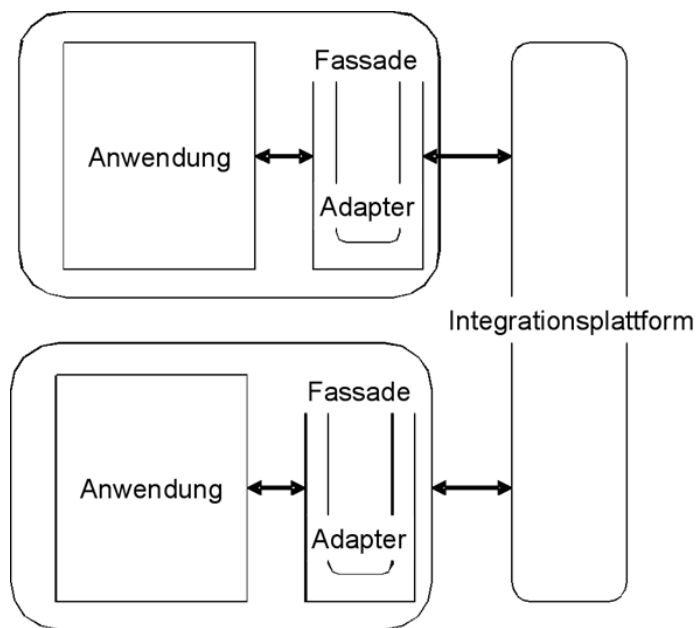 Fassade
Anwendung
Adapter
Integrationsplattform
Fassade
Anwendung
Adapter